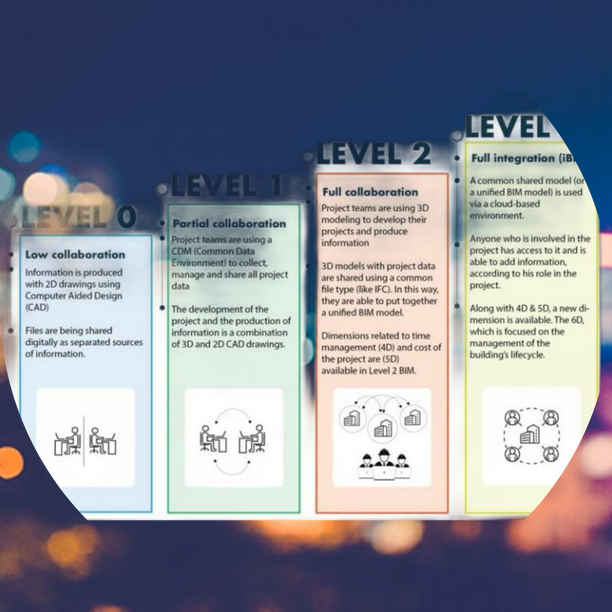 LEVEL 0
Low collaboration
Information is produced
with 2D drawings using
Computer Aided Design
(CAD)
Files are being shared
digitally as separated sources
of information.
LEVEL 1
Partial collaboration
Project teams are using a
CDM (Common Data
Environment) to collect,
manage and share all project
data
The development of the
project and the production of
information is a combination
of 3D and 2D CAD drawings.
LEVEL 2
Full collaboration
Project teams are using 3D
modeling to develop their
projects and produce
information
3D models with project data
are shared using a common
file type (like IFC). In this way,
they are able to put together
a unified BIM model.
Dimensions related to time
management (4D) and cost of
the project are (5D)
available in Level 2 BIM.
LEVEL
Full integration
A common shared model (or
a unified BIM model) is used
via a cloud-based
environment.
Anyone who is involved in the
project has access to it and is
able to add information,
according to his role in the
project.
Along with 4D & 5D, a new di-
mension is available. The 6D,
which is focused on the
management of the
building's lifecycle.